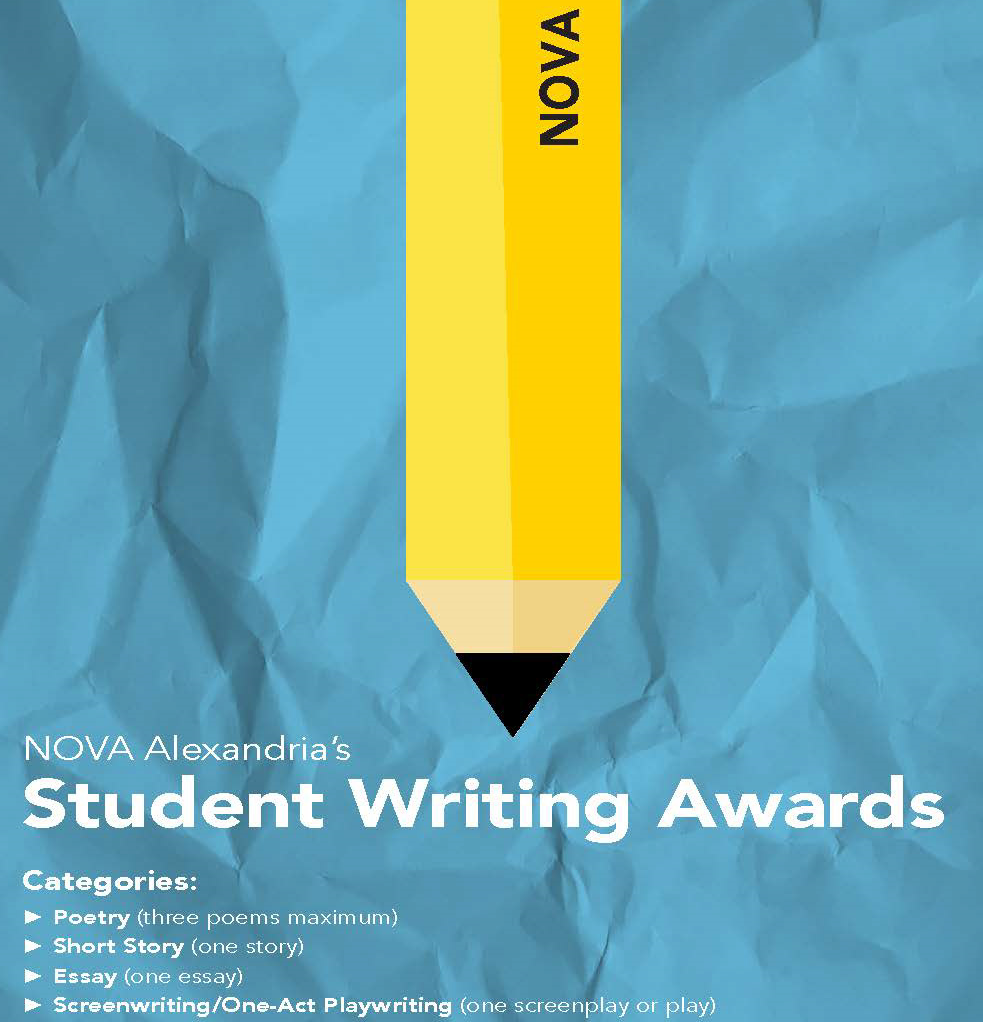 NOVA
NOVA Alexandria's
Student Writing Awards
Categories:
► Poetry (three poems maximum)
► Short Story (one story)
► Essay (one essay)
► Screenwriting/One-Act Playwriting (one screenplay or play)